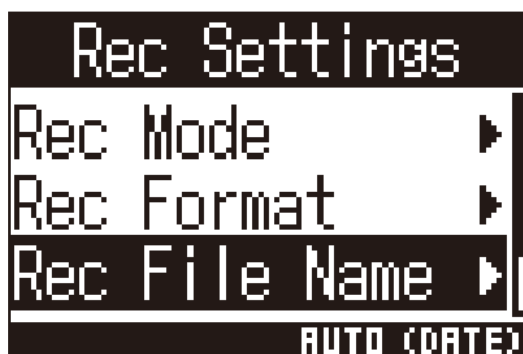 Rec Settings
Rec Mode
Rec Format
Rec File Name
AUTO (DATE)